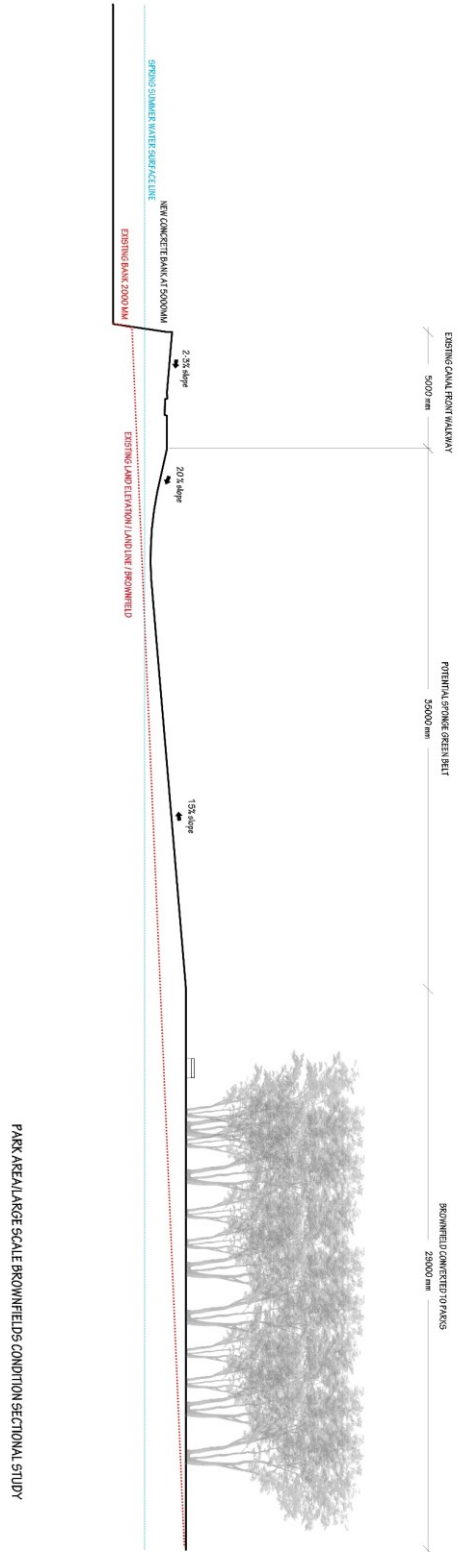 EXISTING CANAL FRONT WALKWAY
5000 mm
POTENTIAL SPONGE GREEN BELT
35000 mm
BROWNFIELD CONVERTED TO PARKS
29000 mm
NEW CONCRETE BANK AT 5000MM
SPRING SUMMER WATER SURFACE LINE
EXISTING BANK 2000 MM
2-3% slope
20% slope
15% slope
EXISTING LAND ELEVATION / LAND LINE / BROWNFIELD
PARK AREA/LARGE SCALE BROWNFIELDS CONDITION SECTIONAL STUDY